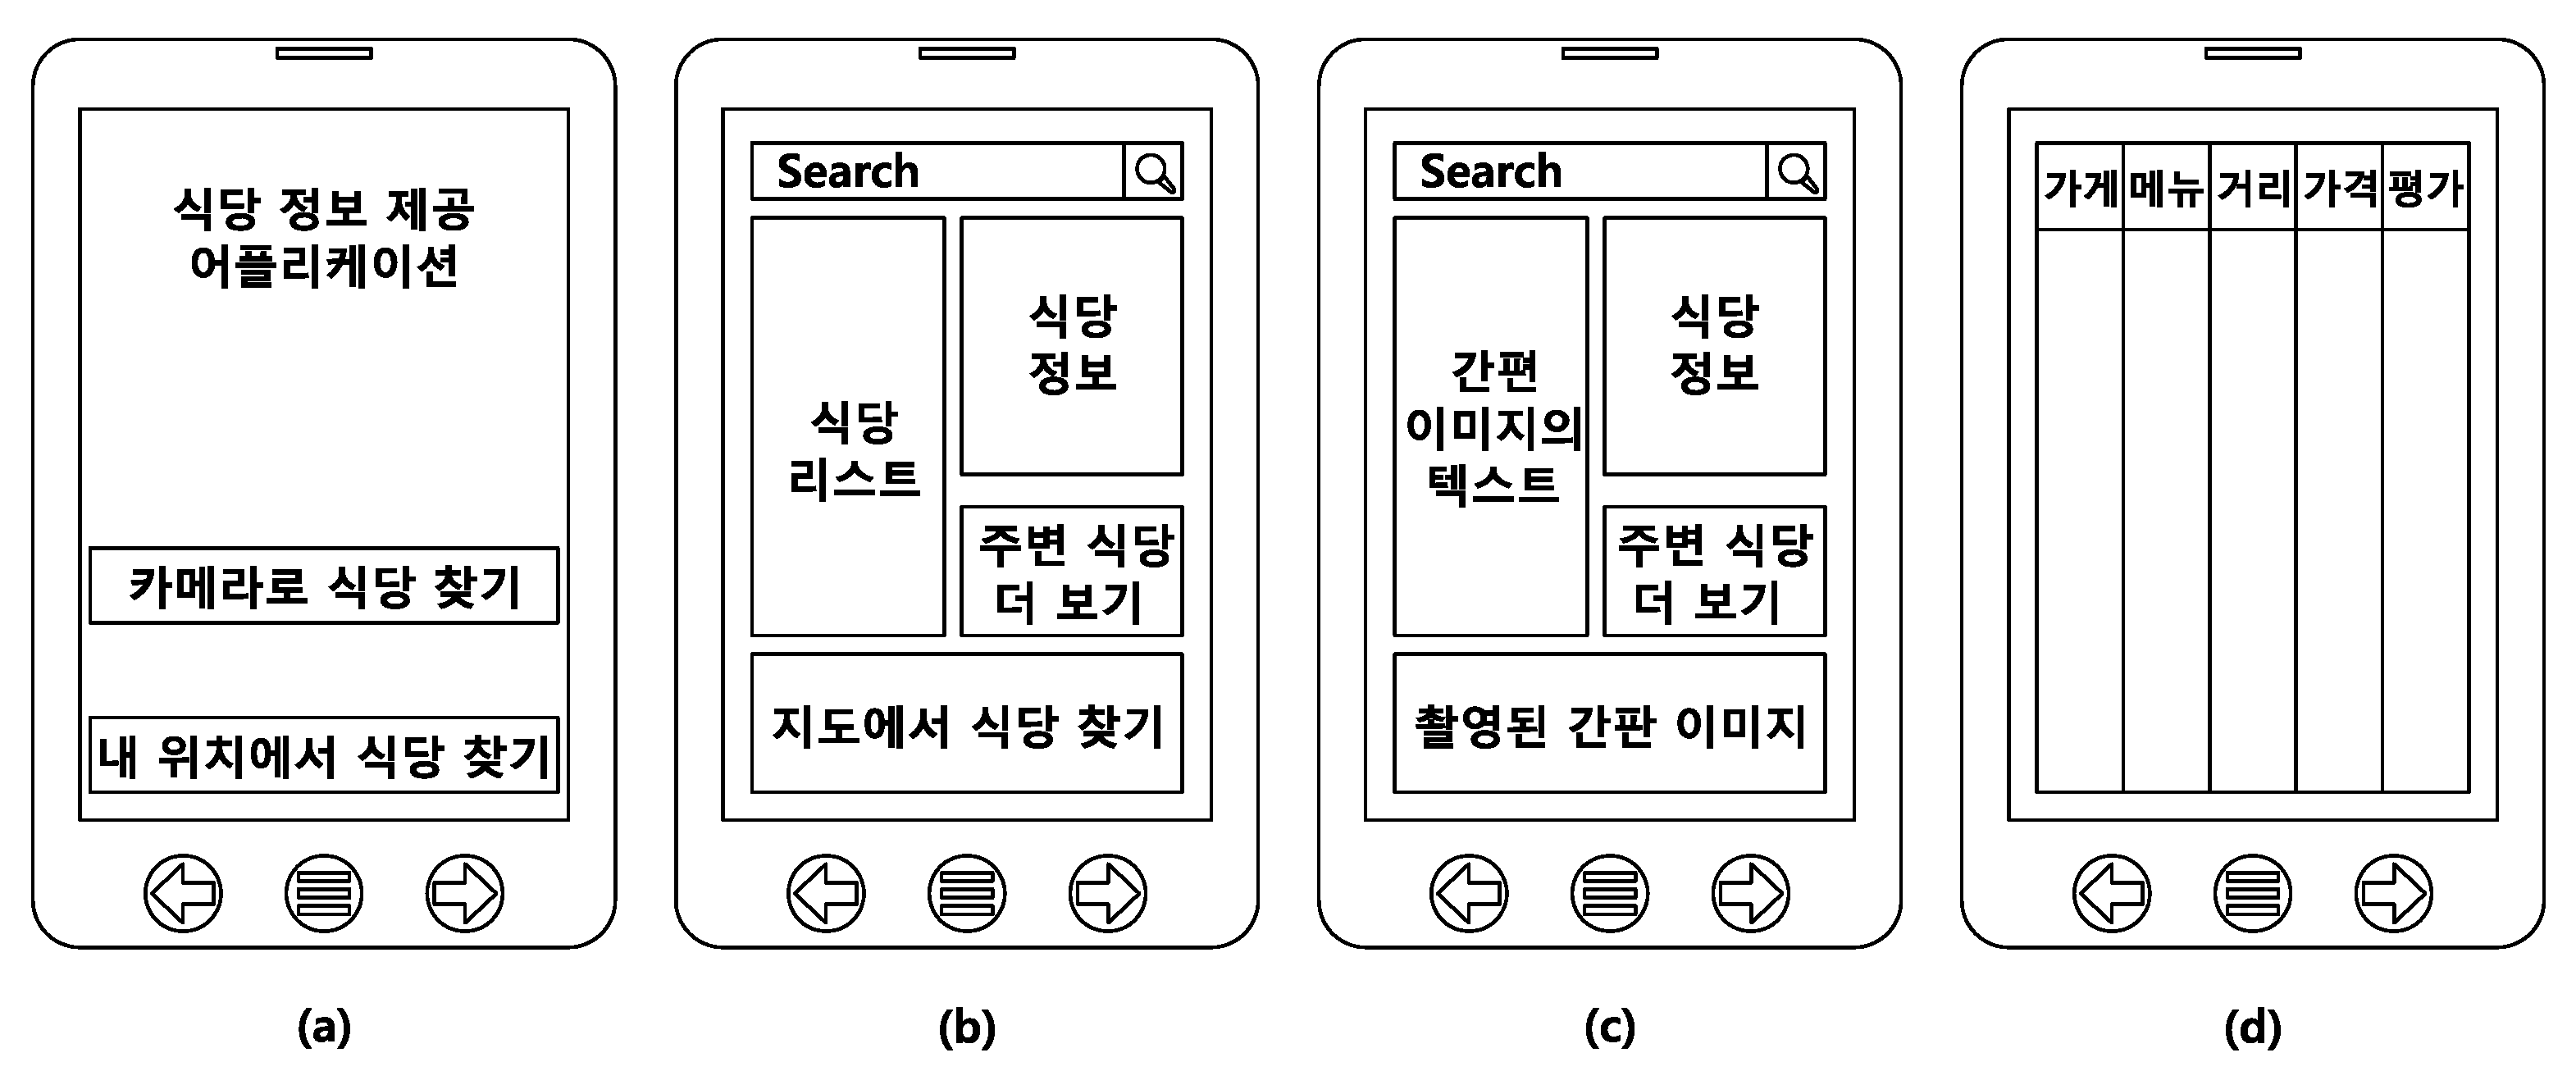 식당 정보 제공
어플리케이션
카메라로 식당 찾기
내 위치에서 식당 찾기
(a)
Search
식당
리스트
식당
정보
주변 식당
더 보기
지도에서 식당 찾기
(b)
Search
간편
이미지의
텍스트
식당
정보
주변 식당
더 보기
촬영된 간판 이미지
(c)
가게 메뉴 거리 가격 평가
(d)